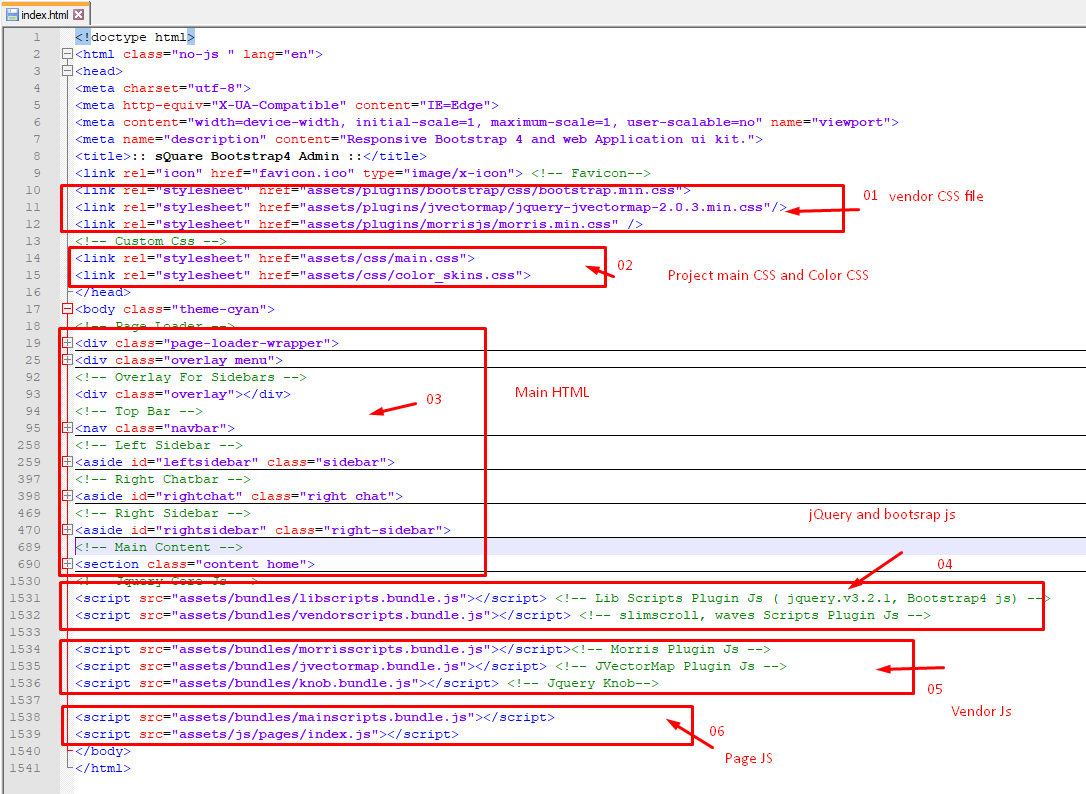 index.html
1 <!doctype html>
2 <html class="no-js " lang="en">
3 <head>
4 <meta charset="utf-8">
5 <meta http-equiv="X-UA-Compatible" content="IE=Edge">
6 <meta content="width=device-width, initial-scale=1, maximum-scale=1, user-scalable=no" name="viewport">
7 <meta name="description" content="Responsive Bootstrap 4 and web Application ui kit.">
8 <title>:: sQuare Bootstrap4 Admin ::</title>
9 <link rel="icon" href="favicon.ico" type="image/x-icon"> <!-- Favicon-->
10 <link rel="stylesheet" href="assets/plugins/bootstrap/css/bootstrap.min.css">
11 <link rel="stylesheet" href="assets/plugins/jvectormap/jquery-jvectormap-2.0.3.min.css"/>
01 vendor CSS file
12 <link rel="stylesheet" href="assets/plugins/morrisjs/morris.min.css" />
13 <!-- Custom Css -->
14 <link rel="stylesheet" href="assets/css/main.css">
02
15 <link rel="stylesheet" href="assets/css/color_skins.css">
Project main CSS and Color CSS
16 </head>
17 <body class="theme-cyan">
18 <!-- Page Loader -->
19 <div class="page-loader-wrapper">
25 <div class="overlay menu">
92 <!-- Overlay For Sidebars -->
93 <div class="overlay"></div>
Main HTML
03
94 <!-- Top Bar -->
95 <nav class="navbar">
258 <!-- Left Sidebar -->
259 <aside id="leftsidebar" class="sidebar">
397 <!-- Right Chatbar -->
398 <aside id="rightchat" class="right chat">
469 <!-- Right Sidebar -->
jQuery and bootsrap js
470 <aside id="rightsidebar" class="right-sidebar">
689 <!-- Main Content -->
690 <section class="content home">
04
1530 <!-- Jquery Core Js -->
1531 <script src="assets/bundles/libscripts.bundle.js"></script> <!-- Lib Scripts Plugin Js ( jquery.v3.2.1, Bootstrap4 js) -->
1532 <script src="assets/bundles/vendorscripts.bundle.js"></script> <!-- slimscroll, waves Scripts Plugin Js -->
1533
1534 <script src="assets/bundles/morrisscripts.bundle.js"></script><!-- Morris Plugin Js -->
1535 <script src="assets/bundles/jvectormap.bundle.js"></script> <!-- JVectorMap Plugin Js -->
1536 <script src="assets/bundles/knob.bundle.js"></script> <!-- Jquery Knob-->
05
1537
Vendor Js
1538 <script src="assets/bundles/mainscripts.bundle.js"></script>
1539 <script src="assets/js/pages/index.js"></script>
06
1540 </body>
Page JS
1541 </html>